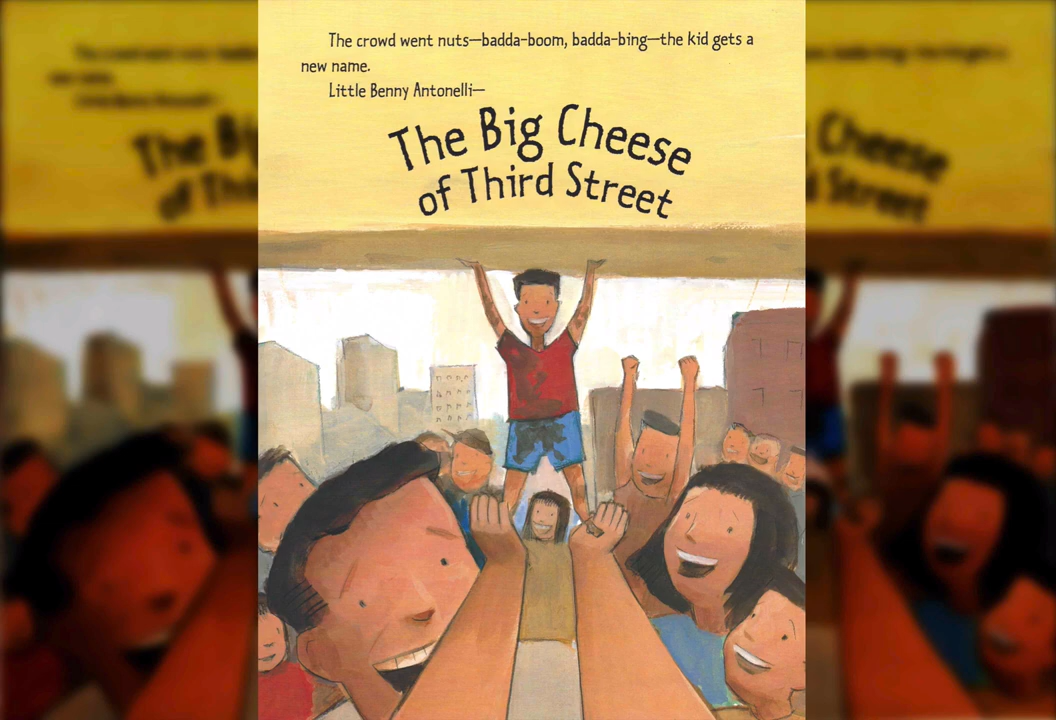 The crowd went nuts—badda-boom, badda-bing—the kid gets a
new name.
Little Benny Antonelli—
The Big Cheese
of Third Street